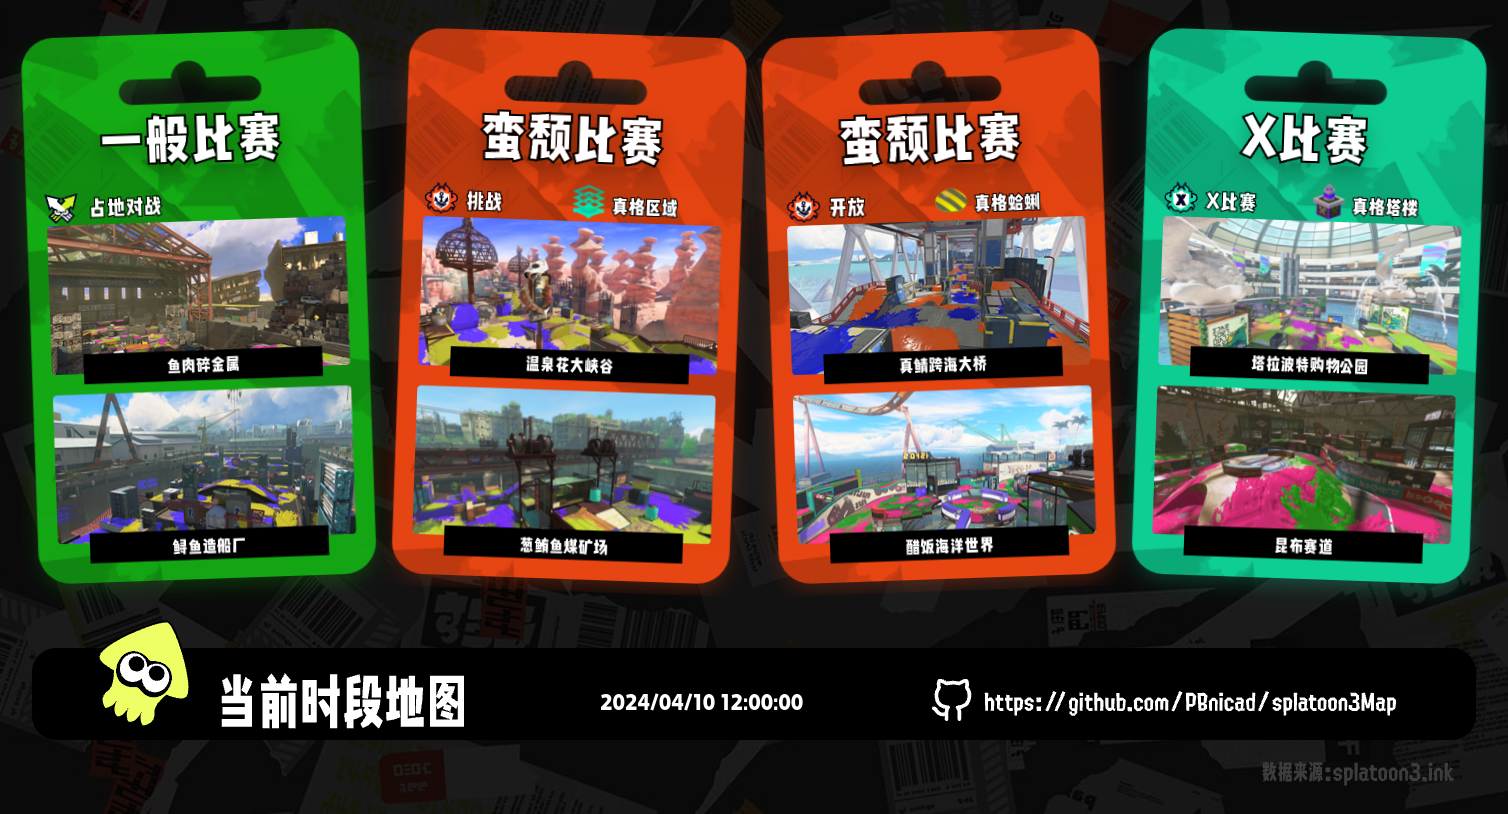 一般比赛
占地对战
鱼肉碎金属
鲟鱼造船厂
蛮颓比赛
挑战
真格区域
温泉花大峡谷
葱鲔鱼煤矿场
蛮颓比赛
开放
真格蛤蜊
真鲭跨海大桥
醋饭海洋世界
X比赛
X比赛
真格塔楼
塔拉波特购物公园
昆布赛道
当前时段地图
2024/04/10 12:00:00
https://github.com/PBnicad/splatoon3Map
数据来源:splatoon3.ink